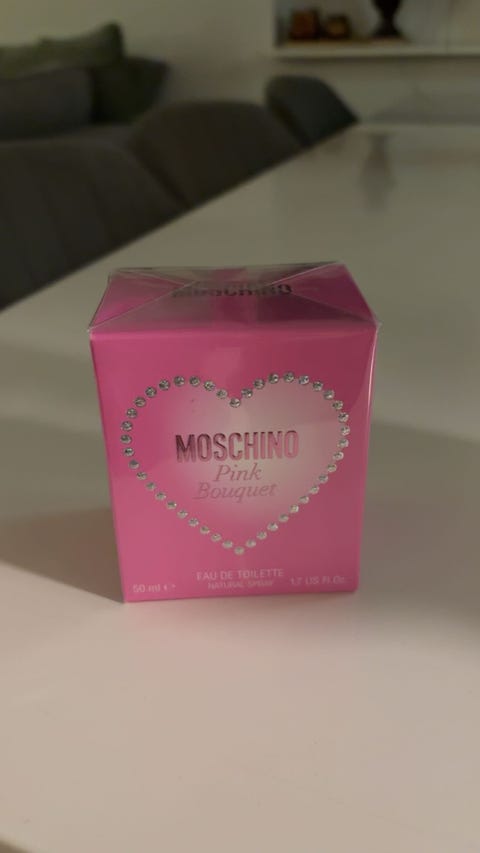 MOSCHINO
MOSCHINO
Pink
Bouquet
EAU DE TOILETTE
NATURAL SPRAY
50 ml ℮ 1.7 US Fl.Oz.